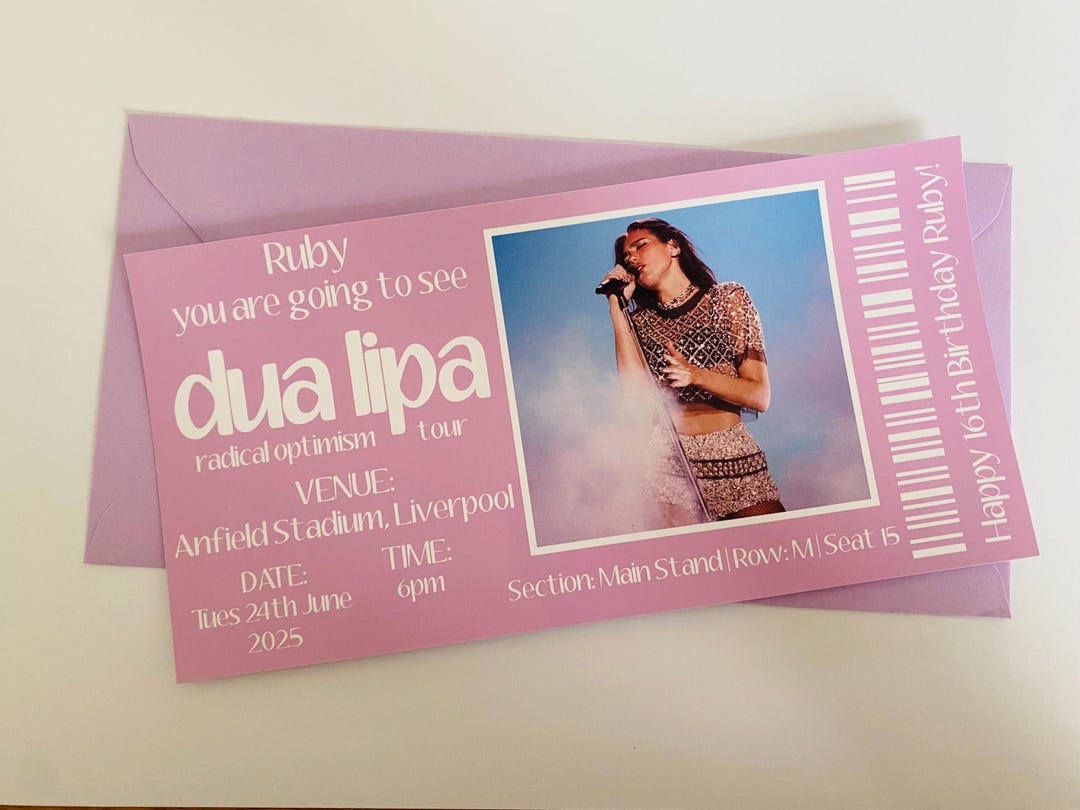 Ruby
you are going to see
dua lipa
radical optimism tour
VENUE:
Anfield Stadium, Liverpool
DATE:
Tues 24th June
2025
TIME:
6pm
Section: Main Stand | Row: M | Seat 15
Happy 16th Birthday Ruby!